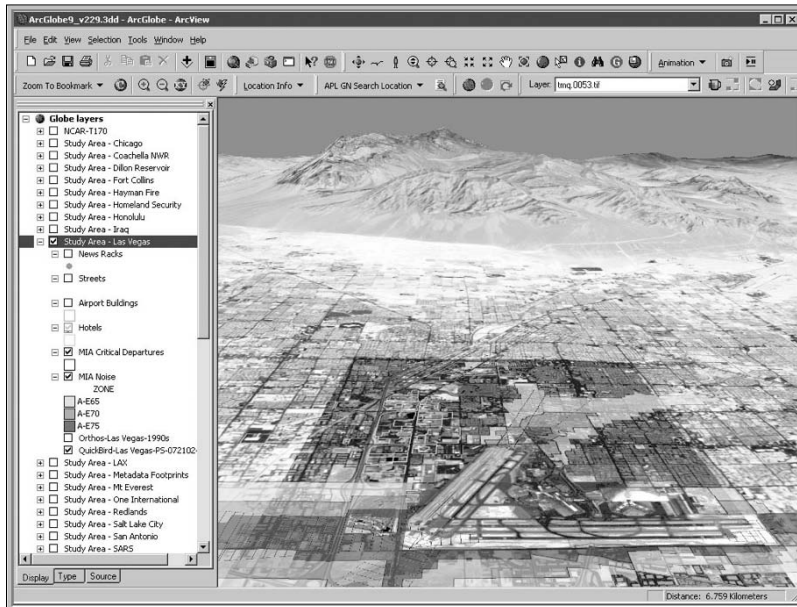 ArcGlobe9_v229.3dd - ArcGlobe - ArcView
File Edit View Selection Tools Window Help
Animation
Zoom To Bookmark Location Info APL GN Search Location Layer: tmq.0053.tif
Globe layers
NCAR-T170
Study Area - Chicago
Study Area - Coachella NWR
Study Area - Dillon Reservoir
Study Area - Fort Collins
Study Area - Hayman Fire
Study Area - Homeland Security
Study Area - Honolulu
Study Area - Iraq
Study Area - Las Vegas
News Racks
Streets
Airport Buildings
Hotels
MIA Critical Departures
MIA Noise
ZONE
A-E65
A-E70
A-E75
Orthos-Las Vegas-1990s
QuickBird-Las Vegas-PS-072102-
Study Area - LAX
Study Area - Metadata Footprints
Study Area - Mt Everest
Study Area - One International
Study Area - Redlands
Study Area - Salt Lake City
Study Area - San Antonio
Study Area - SARS
Display Type Source
Distance: 6.759 Kilometers